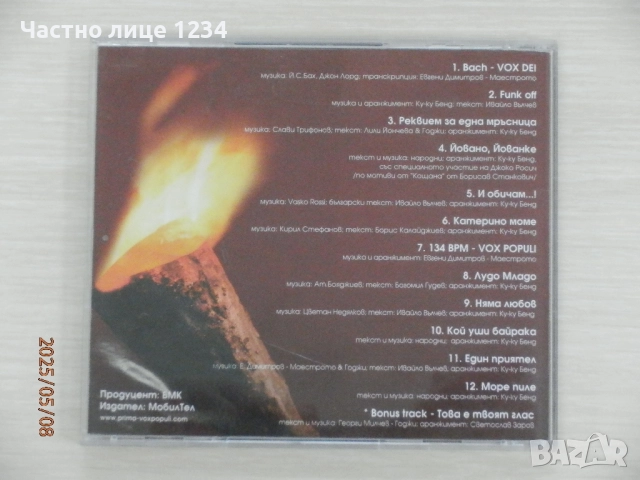 Частно лице 1234
1. Bach - VOX DEI
музика: Й.С.Бах, Джон Лорд; транскрипция: Евгени Димитров - Маестрото
2. Funk off
музика и аранжимент: Ку-ку Бенд; текст: Ивайло Вълчев
3. Реквием за една мръсница
музика: Слави Трифонов; текст: Лили Йончева & Годжи; аранжимент: Ку-ку Бенд
4. Йовано, Йованке
текст и музика: народни; аранжимент: Ку-ку Бенд,
със специалното участие на Джоко Росич
/по мотиви от "Кощана" от Борисав Станкович/
5. И обичам...!
музика: Vasko Rossi; български текст: Ивайло Вълчев; аранжимент: Ку-ку Бенд
6. Катерино моме
музика: Кирил Стефанов; текст: Борис Калайджиев; аранжимент: Ку-ку Бенд
7. 134 BPM - VOX POPULI
музика и аранжимент: Евгени Димитров - Маестрото
8. Лудо Младо
музика: Ат.Бояджиев; текст: Богомил Гудев; аранжимент: Ку-ку Бенд
9. Няма любов
музика: Цветан Недялков; текст: Ивайло Вълчев; аранжимент: Ку-ку Бенд
10. Кой уши байрака
текст и музика: народни; аранжимент: Ку-ку Бенд
11. Един приятел
музика: Е. Димитров - Маестрото & Годжи; текст: Ивайло Вълчев; аранжимент: Ку-ку Бенд
12. Море пиле
текст и музика: народни; аранжимент: Ку-ку Бенд
* Bonus track - Това е твоят глас
текст и музика: Георги Милчев - Годжи; аранжимент: Светослав Заров
Продуцент: БМК
Издател: МобилТел
www.prima-voxpopuli.com
2025/05/08
BAZAR